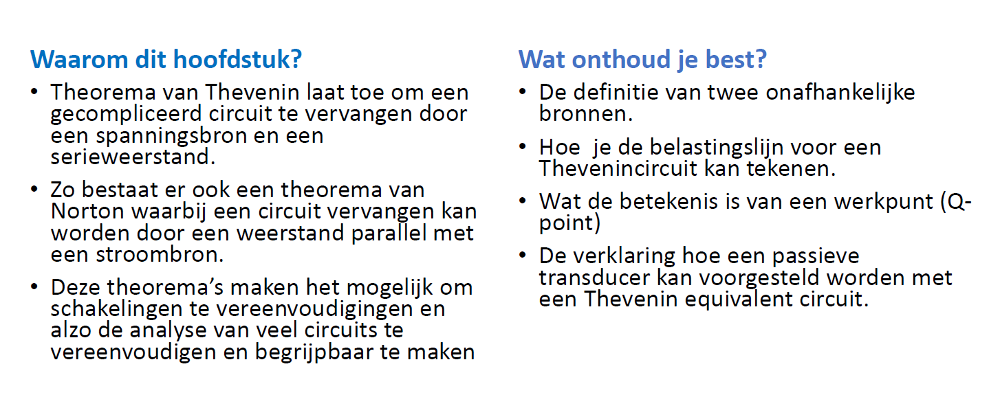 Waarom dit hoofdstuk?
• Theorema van Thevenin laat toe om een
gecompliceerd circuit te vervangen door
een spanningsbron en een
serieweerstand.
• Zo bestaat er ook een theorema van
Norton waarbij een circuit vervangen kan
worden door een weerstand parallel met
een stroombron.
• Deze theorema’s maken het mogelijk om
schakelingen te vereenvoudigingen en
alzo de analyse van veel circuits te
vereenvoudigen en begrijpbaar te maken
Wat onthoud je best?
• De definitie van twee onafhankelijke
bronnen.
• Hoe  je de belastingslijn voor een
Thevenincircuit kan tekenen.
• Wat de betekenis is van een werkpunt (Q-
point)
• De verklaring hoe een passieve
transducer kan voorgesteld worden met
een Thevenin equivalent circuit.